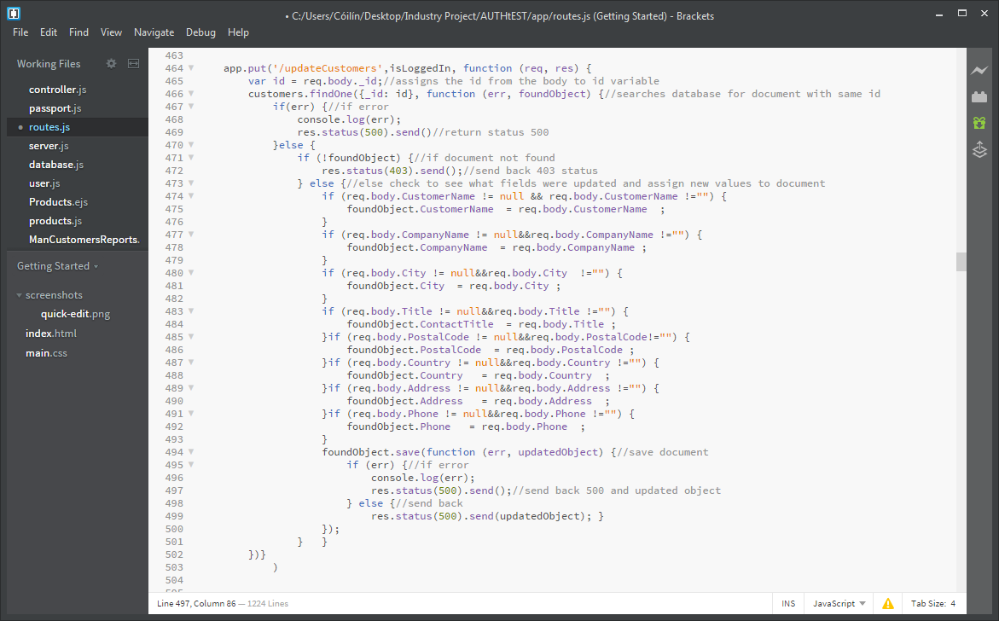 • C:/Users/Cóilín/Desktop/Industry Project/AUTHtEST/app/routes.js (Getting Started) - Brackets
File Edit Find View Navigate Debug Help
Working Files
controller.js
passport.js
• routes.js
server.js
database.js
user.js
Products.ejs
products.js
ManCustomersReports.
Getting Started
screenshots
quick-edit.png
index.html
main.css
463
464 app.put('/updateCustomers',isLoggedIn, function (req, res) {
465 var id = req.body._id;//assigns the id from the body to id variable
466 customers.findOne({_id: id}, function (err, foundObject) {//searches database for document with same id
467 if(err) {//if error
468 console.log(err);
469 res.status(500).send()//return status 500
470 }else {
471 if (!foundObject) {//if document not found
472 res.status(403).send();//send back 403 status
473 } else {//else check to see what fields were updated and assign new values to document
474 if (req.body.CustomerName != null && req.body.CustomerName !="") {
475 foundObject.CustomerName  = req.body.CustomerName  ;
476 }
477 if (req.body.CompanyName != null&&req.body.CompanyName !="") {
478 foundObject.CompanyName  = req.body.CompanyName ;
479 }
480 if (req.body.City != null&&req.body.City  !="") {
481 foundObject.City  = req.body.City ;
482 }
483 if (req.body.Title != null&&req.body.Title !="") {
484 foundObject.ContactTitle  = req.body.Title ;
485 }if (req.body.PostalCode != null&&req.body.PostalCode!="") {
486 foundObject.PostalCode  = req.body.PostalCode ;
487 }if (req.body.Country != null&&req.body.Country !="") {
488 foundObject.Country   = req.body.Country  ;
489 }if (req.body.Address != null&&req.body.Address !="") {
490 foundObject.Address   = req.body.Address  ;
491 }if (req.body.Phone != null&&req.body.Phone !="") {
492 foundObject.Phone   = req.body.Phone  ;
493 }
494 foundObject.save(function (err, updatedObject) {//save document
495 if (err) {//if error
496 console.log(err);
497 res.status(500).send();//send back 500 and updated object
498 } else {//send back
499 res.status(500).send(updatedObject); }
500 });
501 }   }
502 })}
503 )
504
Line 497, Column 86 — 1224 Lines INS JavaScript Tab Size: 4